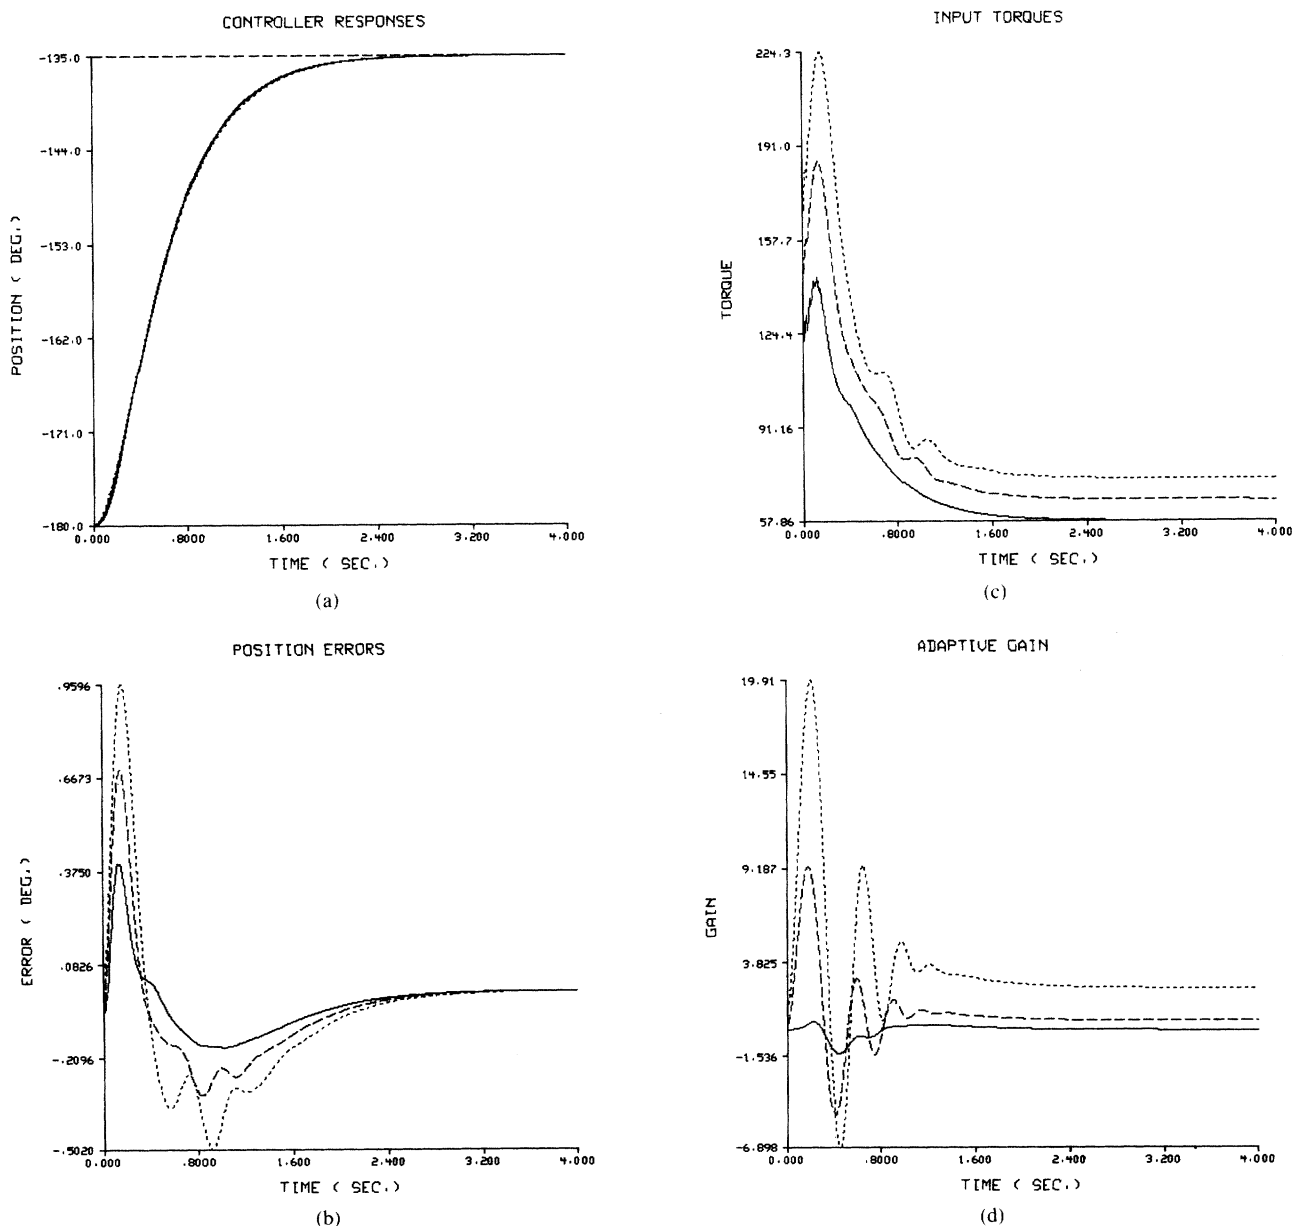 CONTROLLER RESPONSES
-135.0
-144.0
-153.0
-162.0
-171.0
-180.0
POSITION ( DEG.)
0.000 .8000 1.600 2.400 3.200 4.000
TIME ( SEC.)
(a)
INPUT TORQUES
224.3
191.0
157.7
124.4
91.16
57.86
TORQUE
0.000 .8000 1.600 2.400 3.200 4.000
TIME ( SEC.)
(c)
POSITION ERRORS
.9596
.6673
.3750
.0826
-.2096
-.5020
ERROR ( DEG.)
0.000 .8000 1.600 2.400 3.200 4.000
TIME ( SEC.)
(b)
ADAPTIVE GAIN
19.91
14.55
9.187
3.825
-1.536
-6.898
GAIN
0.000 .8000 1.600 2.400 3.200 4.000
TIME ( SEC.)
(d)